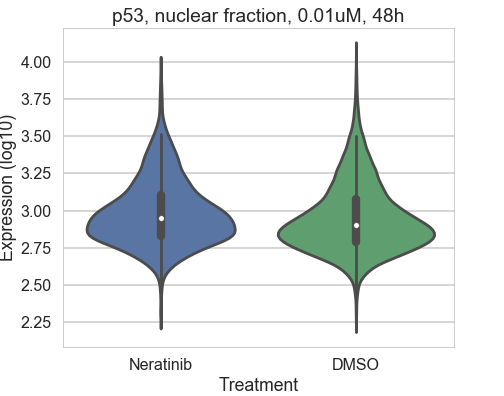 p53, nuclear fraction, 0.01uM, 48h
4.00
3.75
3.50
3.25
3.00
2.75
2.50
2.25
Expression (log10)
Neratinib DMSO
Treatment